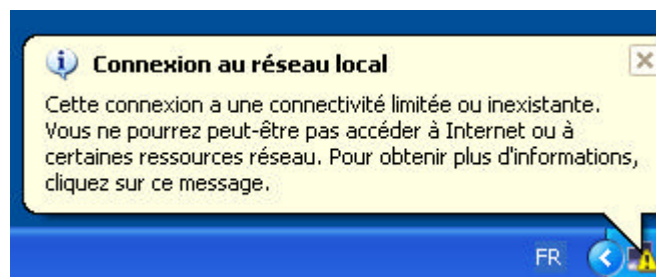 Connexion au réseau local
Cette connexion a une connectivité limitée ou inexistante.
Vous ne pourrez peut-être pas accéder à Internet ou à
certaines ressources réseau. Pour obtenir plus d'informations,
cliquez sur ce message.
FR